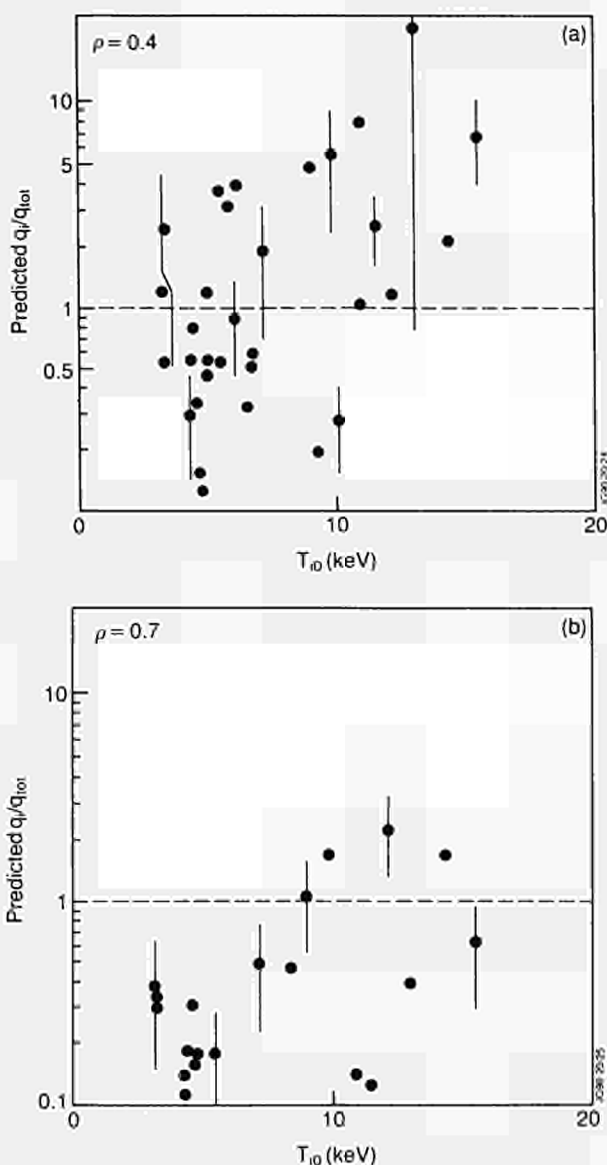 ρ = 0.4
(a)
10
5
1
0.5
Predicted qᵢ/qₜₒₜ
0
10
20
Tᵢ₀ (keV)
ρ = 0.7
(b)
10
1
0.1
Predicted qᵢ/qₜₒₜ
0
10
20
Tᵢ₀ (keV)